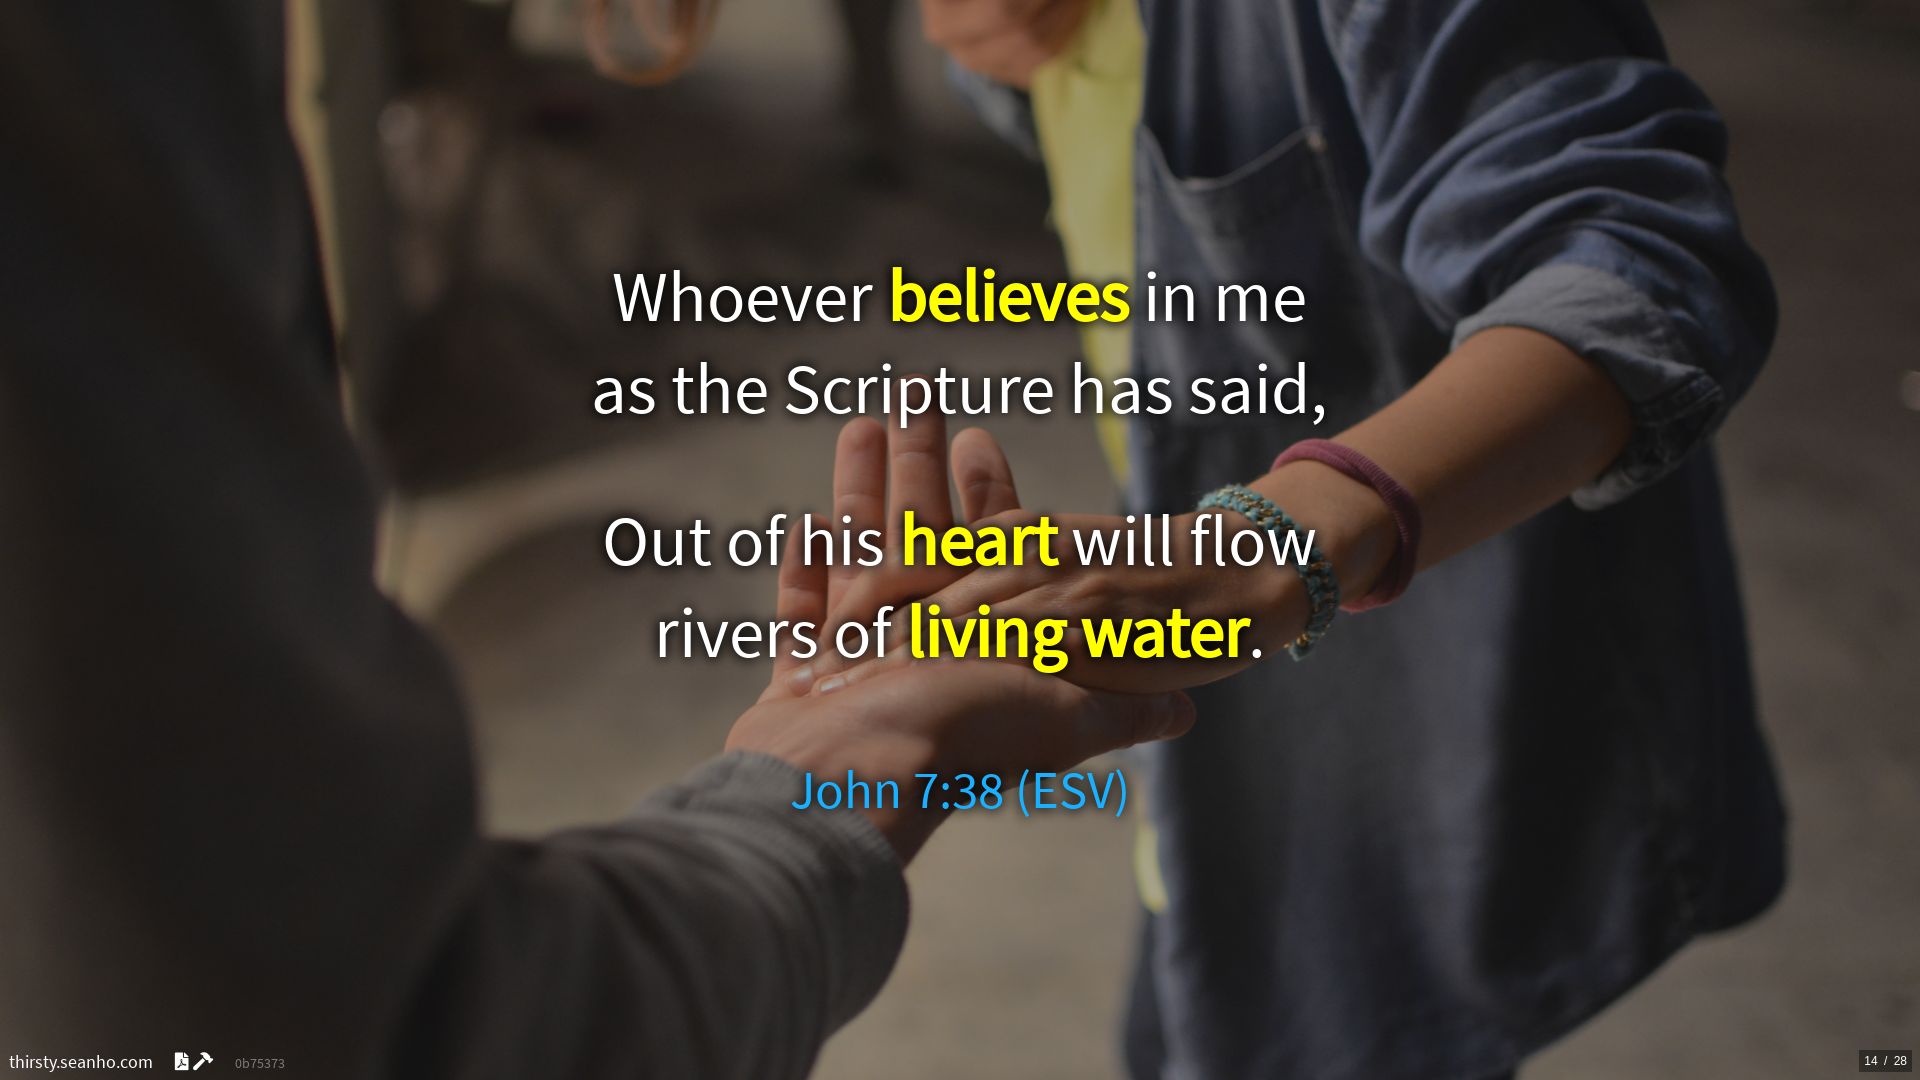 Whoever believes in me
as the Scripture has said,
Out of his heart will flow
rivers of living water.
John 7:38 (ESV)
thirsty.seanho.com 0b75373
14 / 28